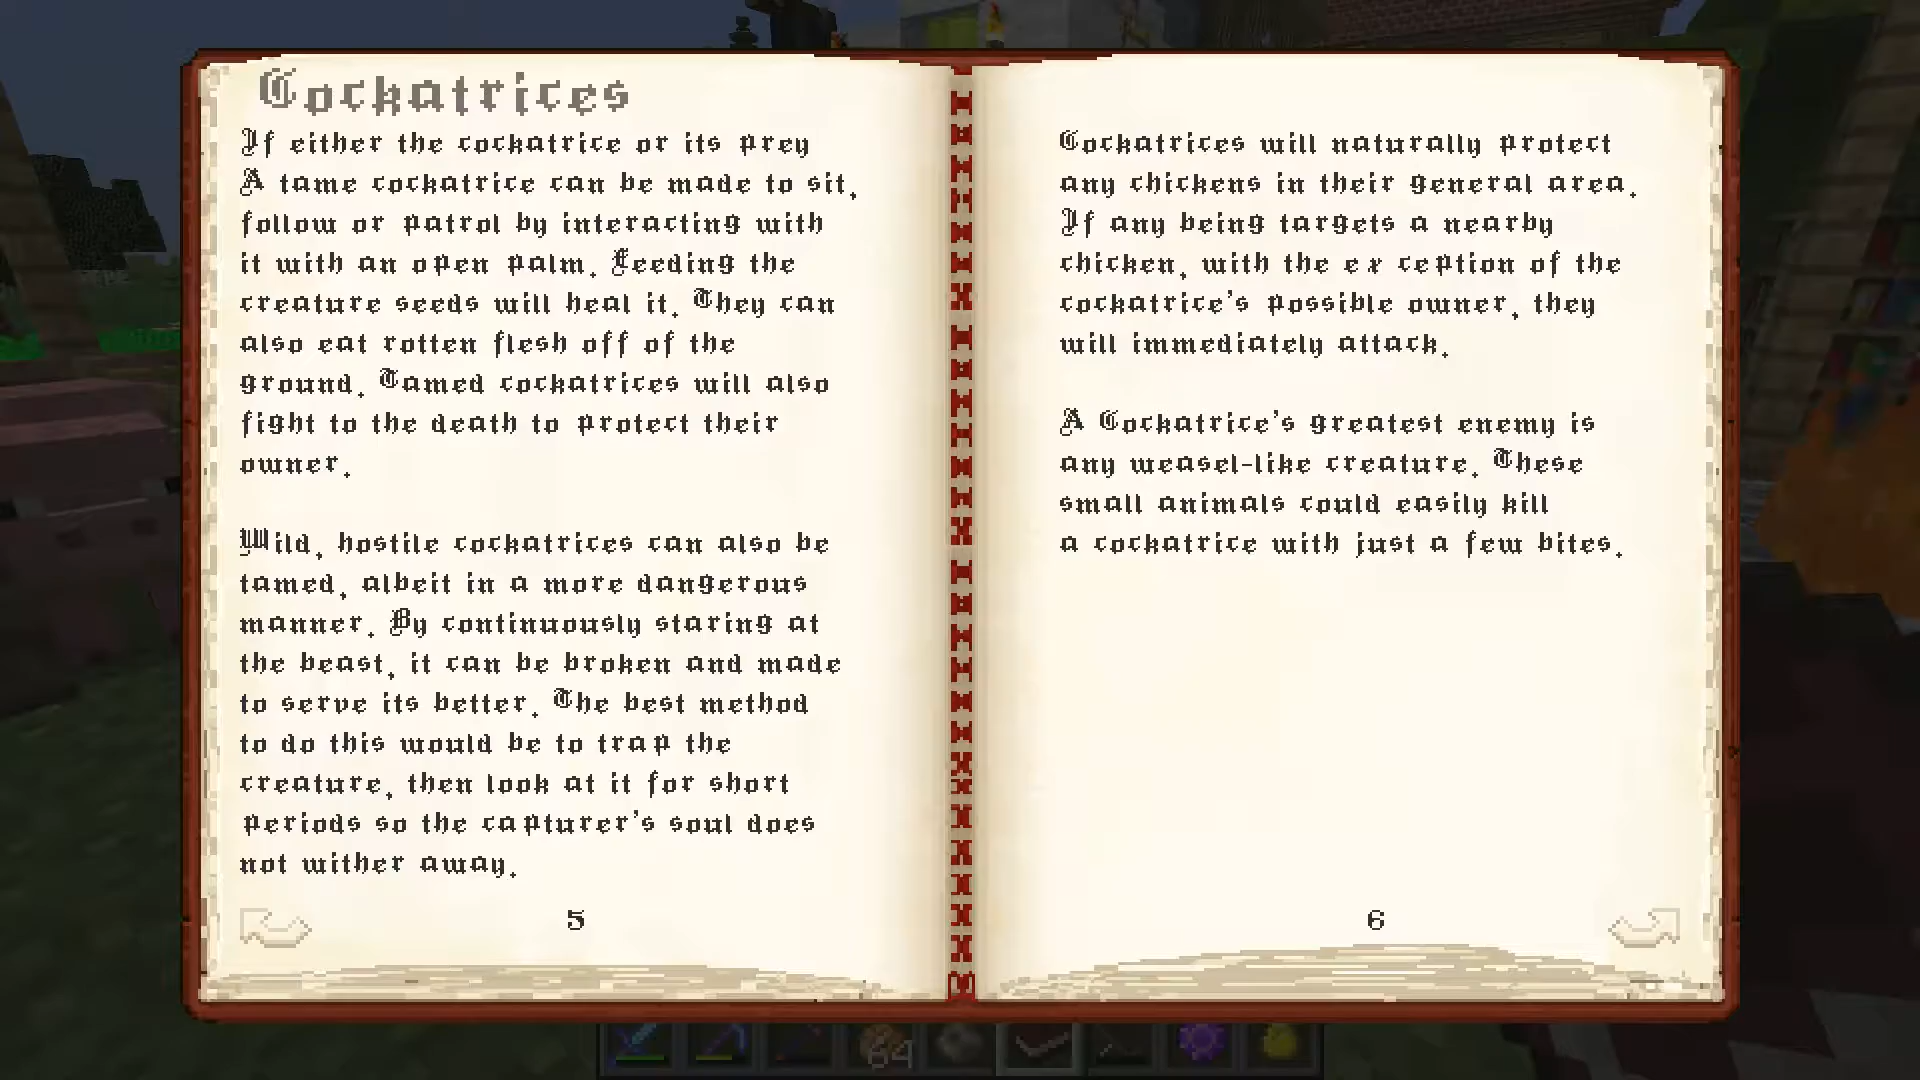 Cockatrices
If either the cockatrice or its prey
A tame cockatrice can be made to sit,
follow or patrol by interacting with
it with an open palm. Feeding the
creature seeds will heal it. They can
also eat rotten flesh off of the
ground. Tamed cockatrices will also
fight to the death to protect their
owner.
Wild, hostile cockatrices can also be
tamed, albeit in a more dangerous
manner. By continuously staring at
the beast, it can be broken and made
to serve its better. The best method
to do this would be to trap the
creature, then look at it for short
periods so the capturer's soul does
not wither away.
5
Cockatrices will naturally protect
any chickens in their general area.
If any being targets a nearby
chicken, with the exception of the
cockatrice's possible owner, they
will immediately attack.
A Cockatrice's greatest enemy is
any weasel-like creature. These
small animals could easily kill
a cockatrice with just a few bites.
6
64